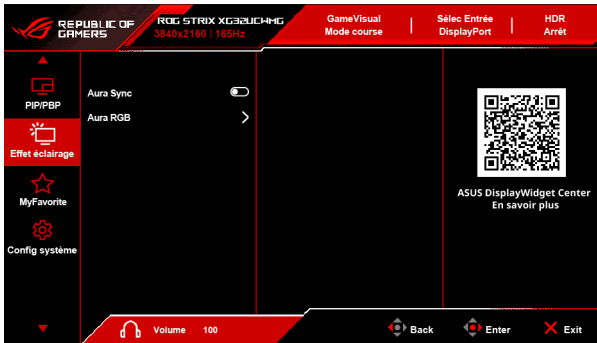 REPUBLIC OF
GAMERS
ROG STRIX XG32UCWMG
3840x2160 | 165Hz
GameVisual
Mode course
Sélec Entrée
DisplayPort
HDR
Arrêt
PIP/PBP
Effet éclairage
MyFavorite
Config système
Aura Sync
Aura RGB
ASUS DisplayWidget Center
En savoir plus
Volume 100
Back
Enter
Exit